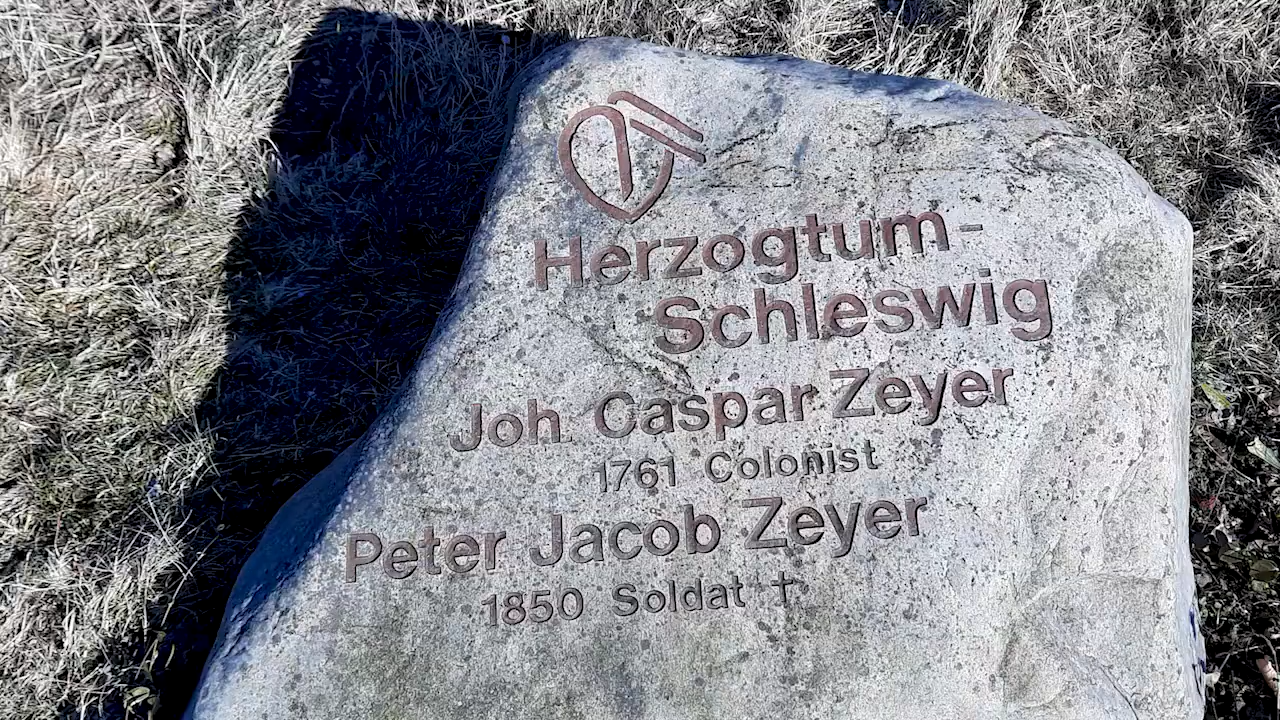 Herzogtum-
Schleswig
Joh. Caspar Zeyer
1761 Colonist
Peter Jacob Zeyer
1850 Soldat †